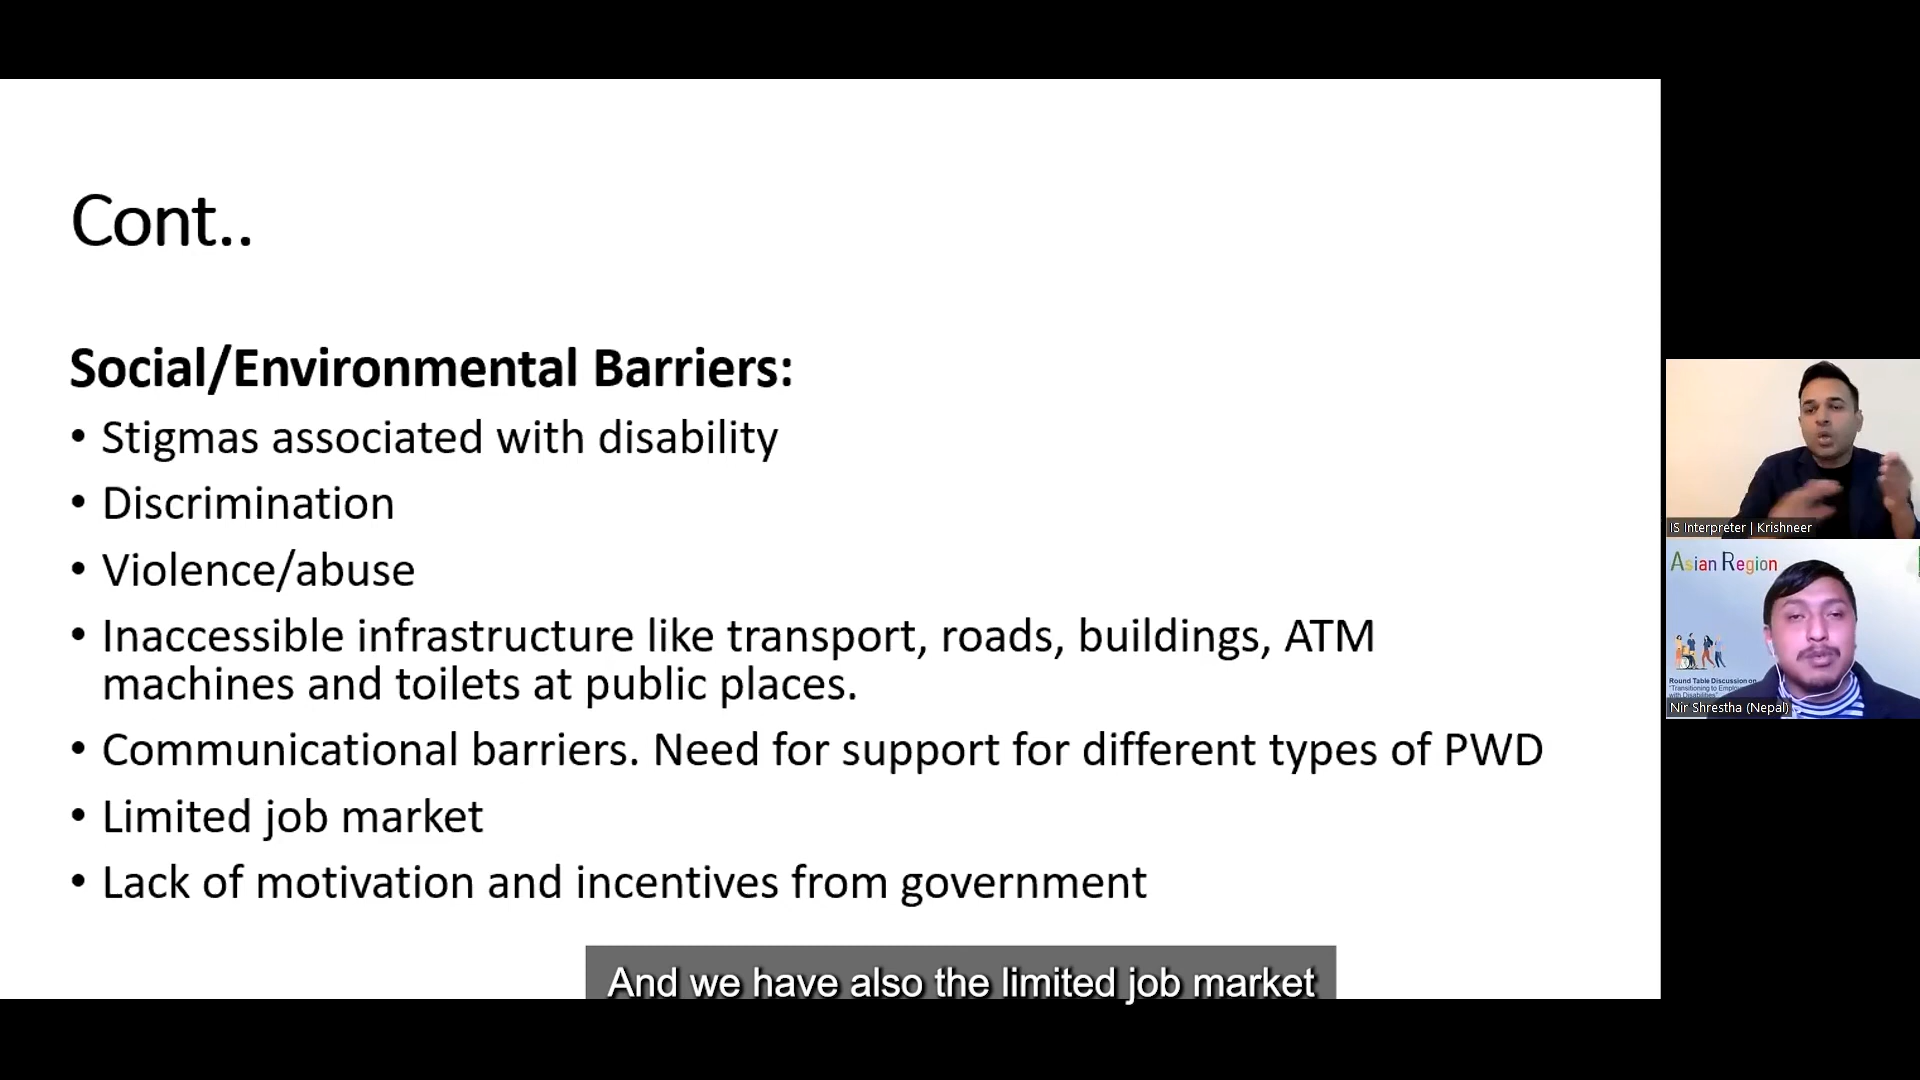 Cont..
Social/Environmental Barriers:
• Stigmas associated with disability
• Discrimination
• Violence/abuse
• Inaccessible infrastructure like transport, roads, buildings, ATM
machines and toilets at public places.
• Communicational barriers. Need for support for different types of PWD
• Limited job market
• Lack of motivation and incentives from government
And we have also the limited job market
IS Interpreter | Krishneer
Asian Region
Round Table Discussion on
"Transitioning to
with Disabilities"
Nir Shrestha (Nepal)